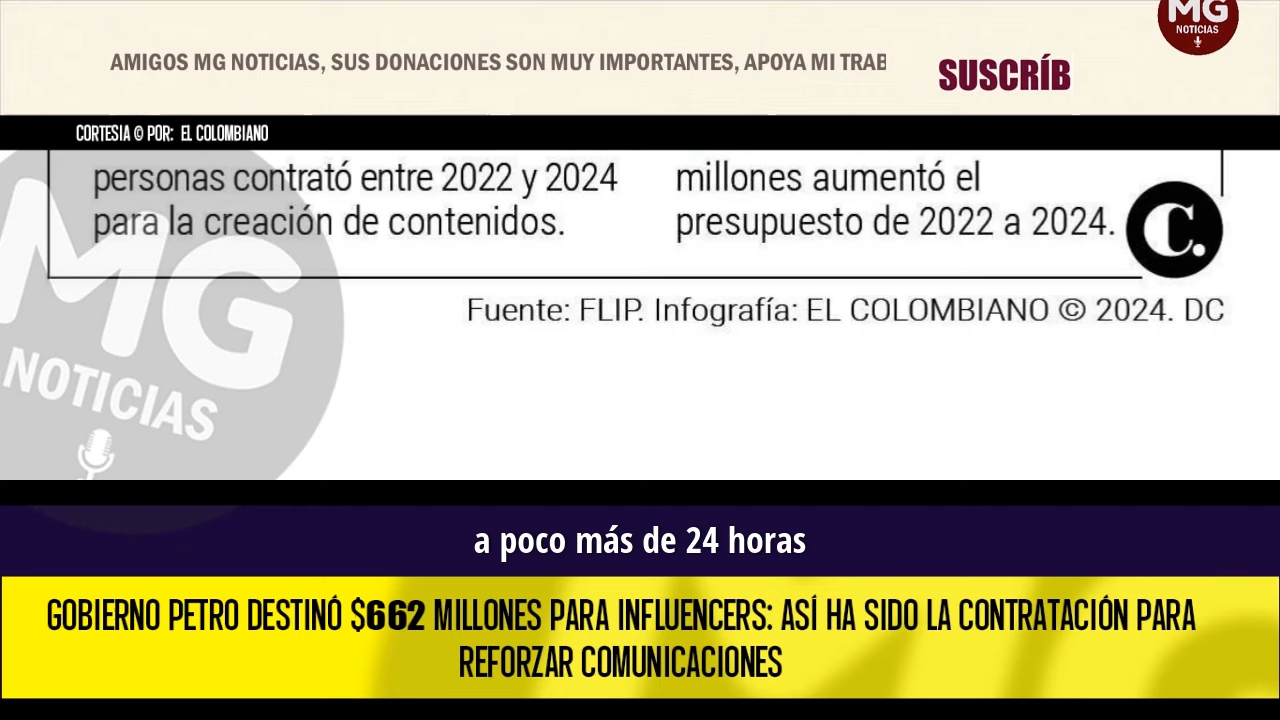 MG
NOTICIAS
AMIGOS MG NOTICIAS, SUS DONACIONES SON MUY IMPORTANTES, APOYA MI TRAB
SUSCRÍB
CORTESIA © POR: EL COLOMBIANO
personas contrató entre 2022 y 2024
para la creación de contenidos.
millones aumentó el
presupuesto de 2022 a 2024.
C.
Fuente: FLIP. Infografía: EL COLOMBIANO © 2024. DC
MG
NOTICIAS
a poco más de 24 horas
GOBIERNO PETRO DESTINÓ $662 MILLONES PARA INFLUENCERS: ASÍ HA SIDO LA CONTRATACIÓN PARA
REFORZAR COMUNICACIONES